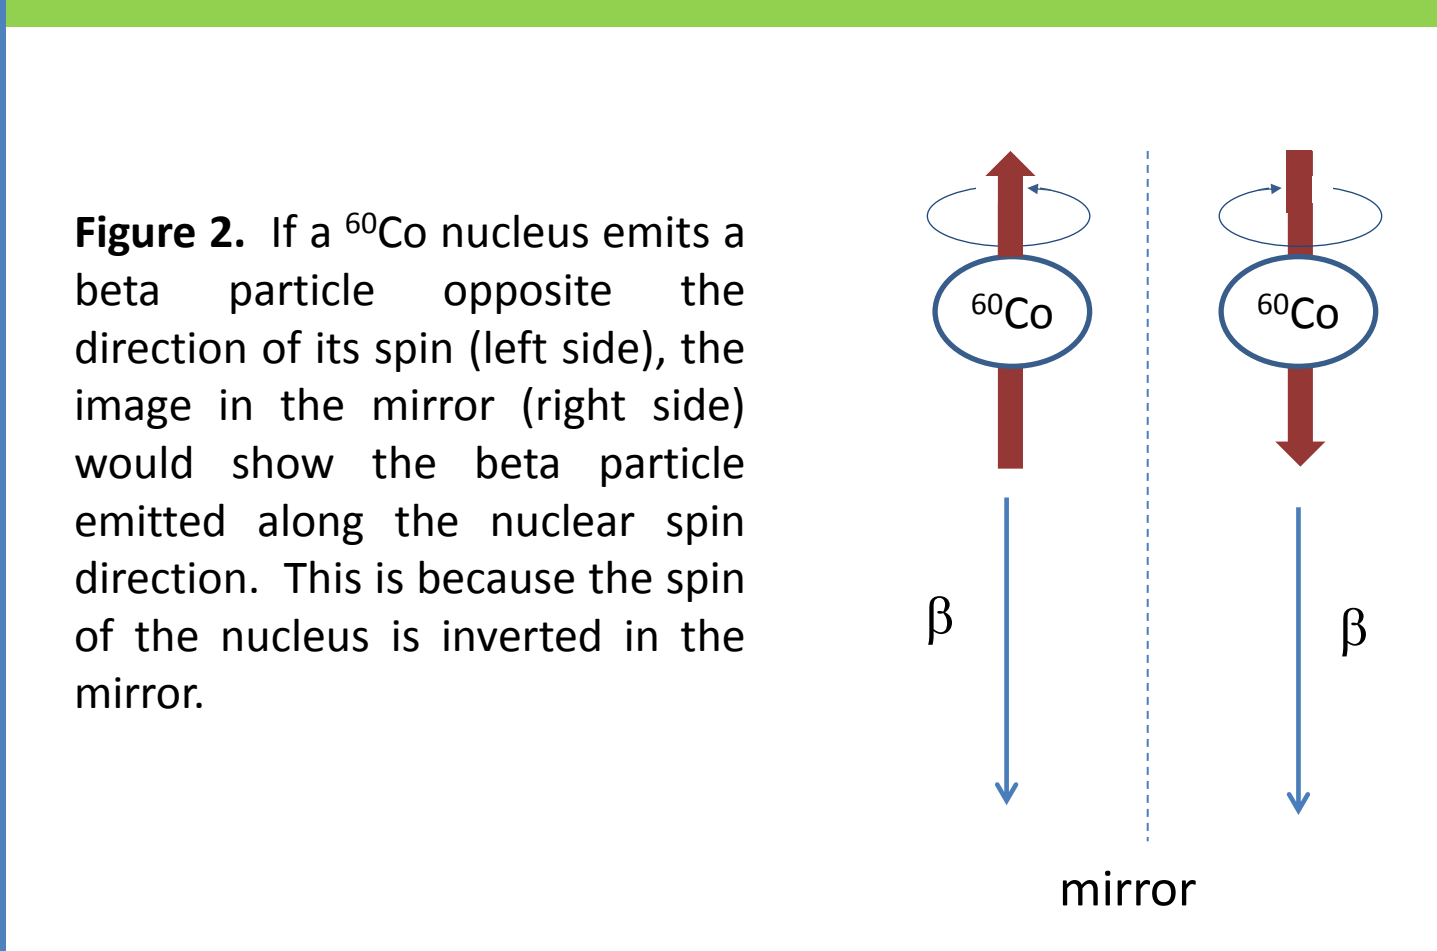 Figure 2. If a ⁶⁰Co nucleus emits a
beta particle opposite the
direction of its spin (left side), the
image in the mirror (right side)
would show the beta particle
emitted along the nuclear spin
direction. This is because the spin
of the nucleus is inverted in the
mirror.
⁶⁰Co ⁶⁰Co
β β
mirror